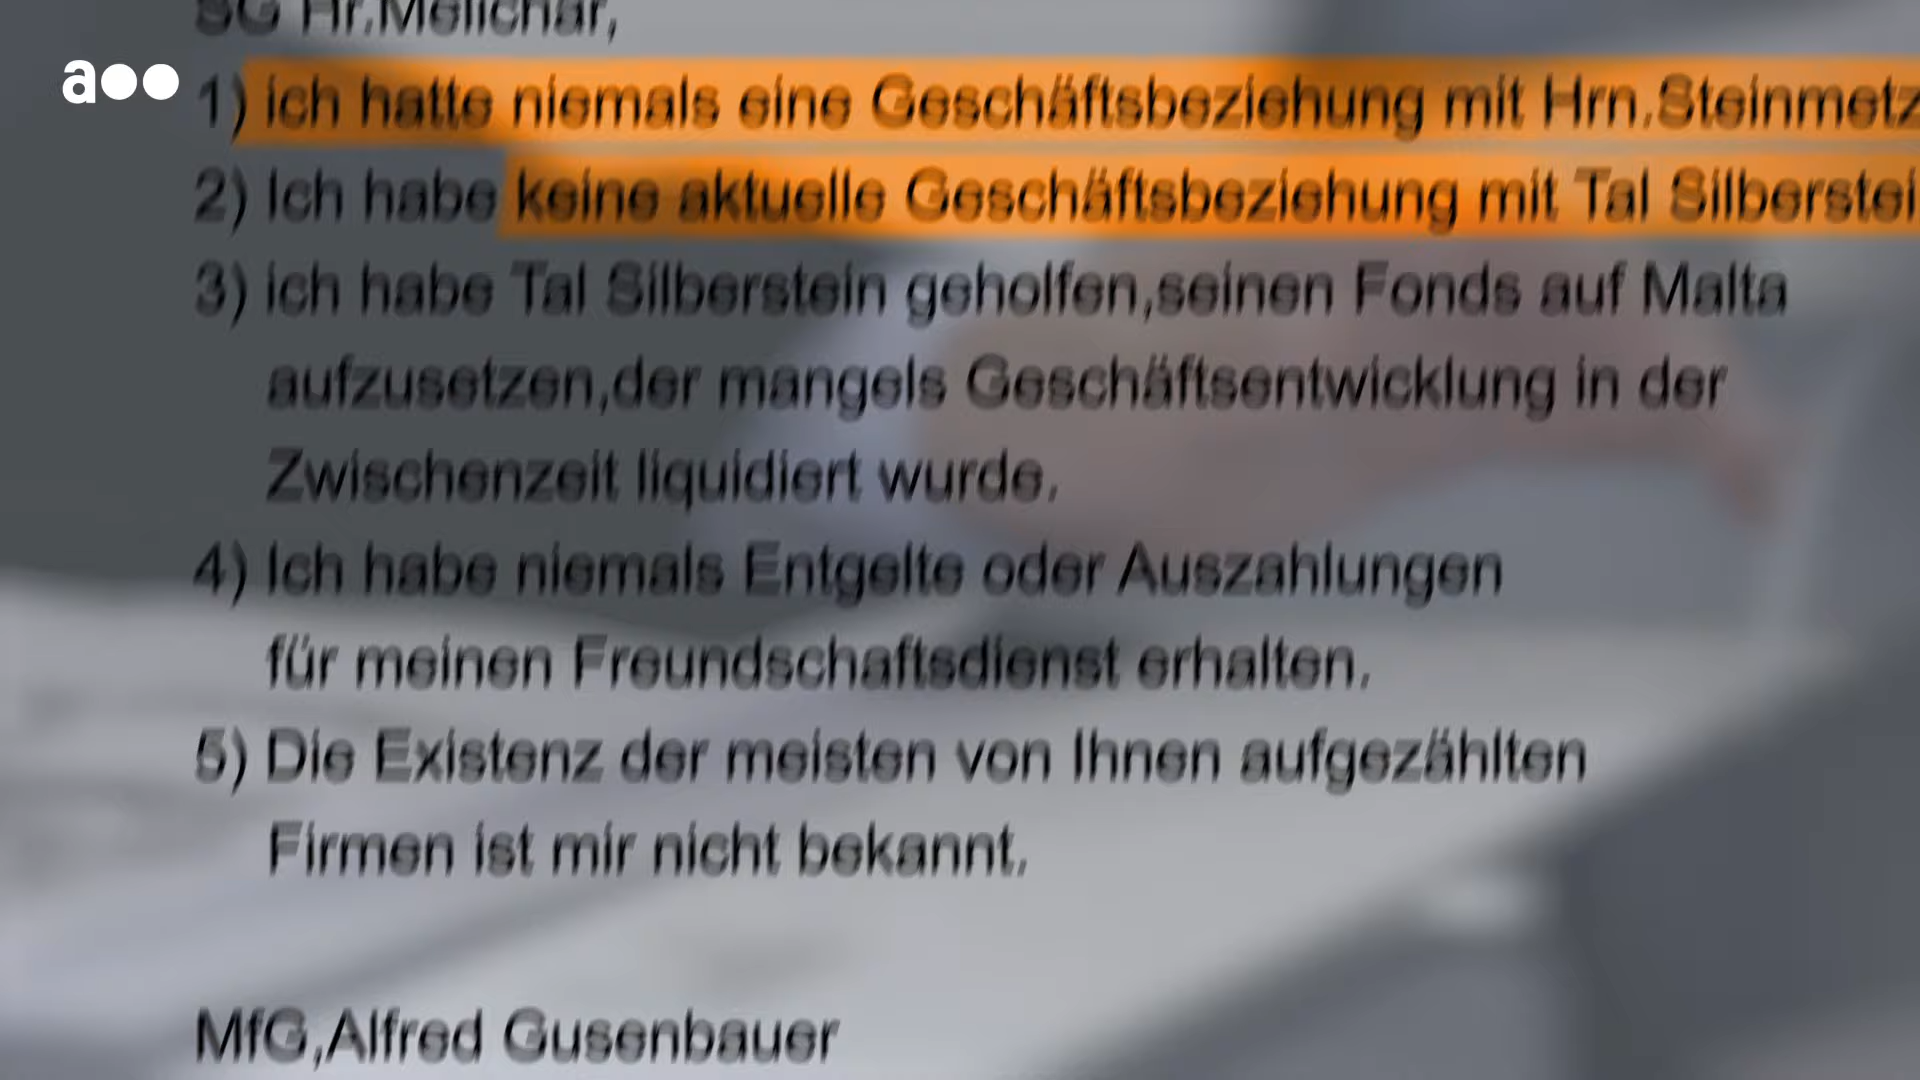 SG Hr.Melichar,
a
1) ich hatte niemals eine Geschäftsbeziehung mit Hrn.Steinmetz
2) Ich habe keine aktuelle Geschäftsbeziehung mit Tal Silberstei
3) ich habe Tal Silberstein geholfen,seinen Fonds auf Malta
aufzusetzen,der mangels Geschäftsentwicklung in der
Zwischenzeit liquidiert wurde.
4) Ich habe niemals Entgelte oder Auszahlungen
für meinen Freundschaftsdienst erhalten.
5) Die Existenz der meisten von Ihnen aufgezählten
Firmen ist mir nicht bekannt.
MfG,Alfred Gusenbauer